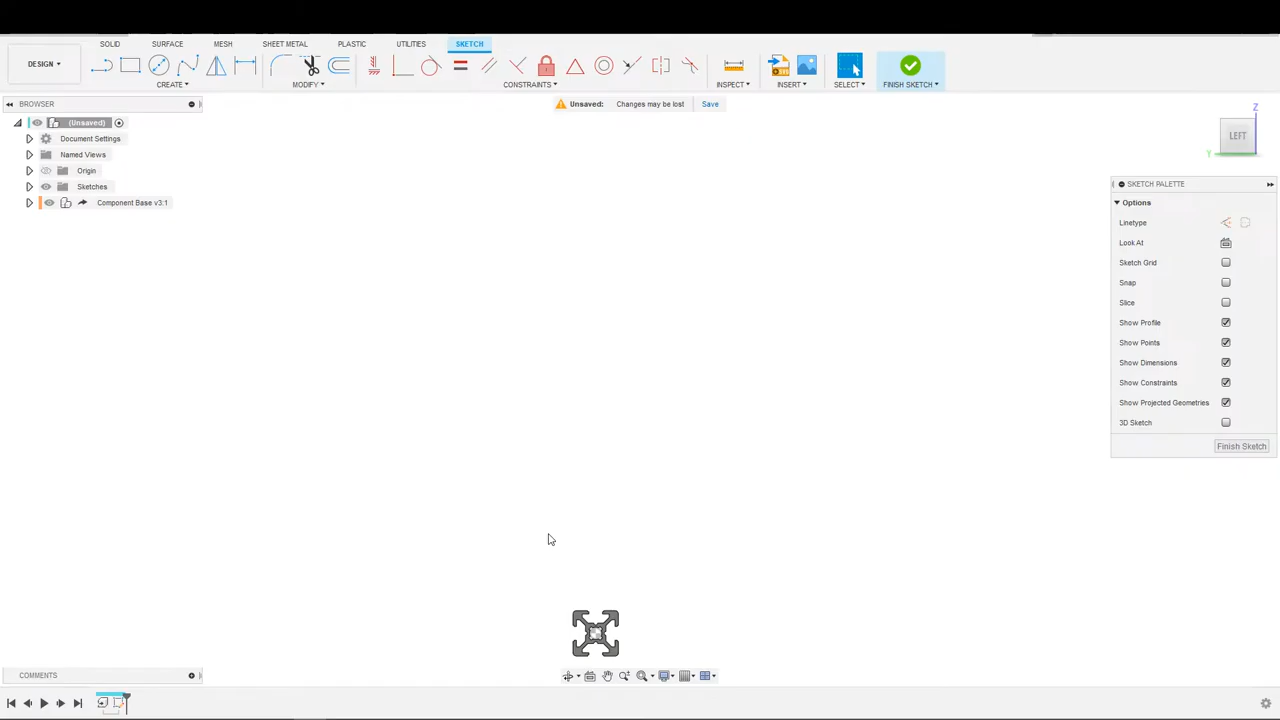 SOLID SURFACE MESH SHEET METAL PLASTIC UTILITIES SKETCH
DESIGN
CREATE MODIFY CONSTRAINTS INSPECT INSERT SELECT FINISH SKETCH
BROWSER
Unsaved: Changes may be lost Save
(Unsaved)
Document Settings
Named Views
Origin
Sketches
Component Base v3:1
Z
LEFT
Y
SKETCH PALETTE
Options
Linetype
Look At
Sketch Grid
Snap
Slice
Show Profile
Show Points
Show Dimensions
Show Constraints
Show Projected Geometries
3D Sketch
Finish Sketch
COMMENTS